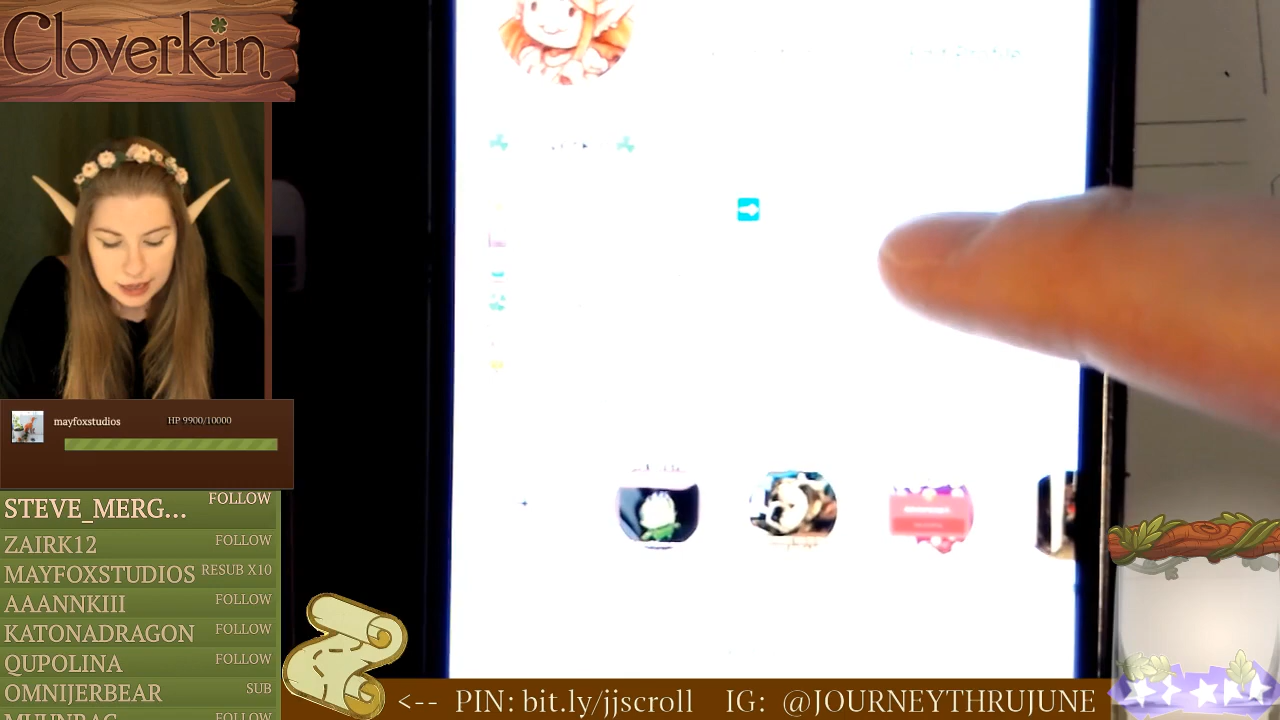 Cloverkin
mayfoxstudios HP 9900/10000
STEVE_MERG... FOLLOW
ZAIRK12 FOLLOW
MAYFOXSTUDIOS RESUB X10
AAANNKIII FOLLOW
KATONADRAGON FOLLOW
QUPOLINA FOLLOW
OMNIJERBEAR SUB
FOLLOW
<-- PIN: bit.ly/jjscroll IG: @JOURNEYTHRUJUNE